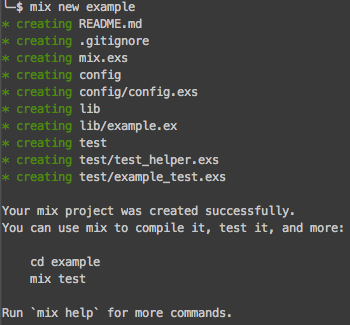 ╰─$ mix new example
* creating README.md
* creating .gitignore
* creating mix.exs
* creating config
* creating config/config.exs
* creating lib
* creating lib/example.ex
* creating test
* creating test/test_helper.exs
* creating test/example_test.exs
Your mix project was created successfully.
You can use mix to compile it, test it, and more:
cd example
mix test
Run `mix help` for more commands.